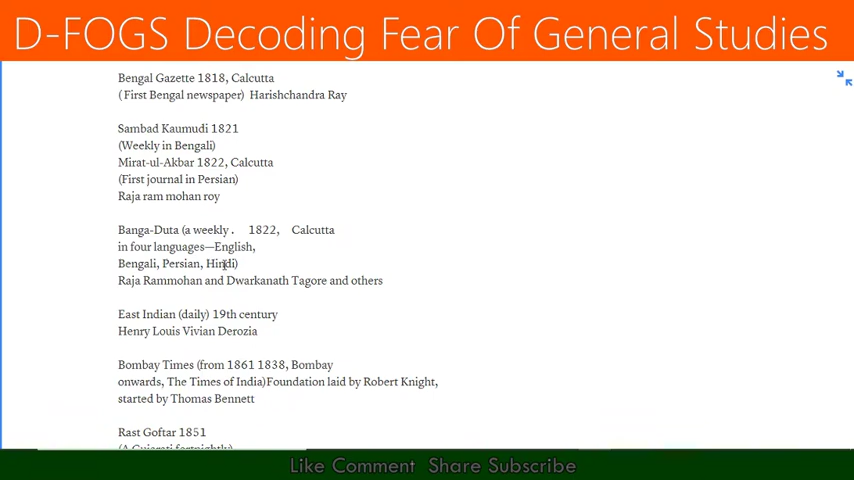 D-FOGS Decoding Fear Of General Studies
Bengal Gazette 1818, Calcutta
( First Bengal newspaper)  Harishchandra Ray
Sambad Kaumudi 1821
(Weekly in Bengali)
Mirat-ul-Akbar 1822, Calcutta
(First journal in Persian)
Raja ram mohan roy
Banga-Duta (a weekly .   1822,   Calcutta
in four languages—English,
Bengali, Persian, Hindi)
Raja Rammohan and Dwarkanath Tagore and others
East Indian (daily) 19th century
Henry Louis Vivian Derozia
Bombay Times (from 1861 1838, Bombay
onwards, The Times of India)Foundation laid by Robert Knight,
started by Thomas Bennett
Rast Goftar 1851
(A Gujarati fortnightly)
Like Comment  Share Subscribe